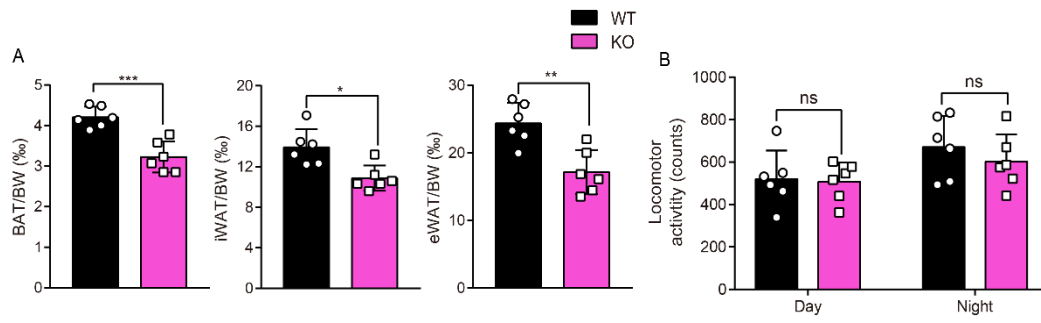 WT
KO
A
BAT/BW (‰)
5
4
3
2
1
0
***
iWAT/BW (‰)
20
16
12
8
4
0
*
eWAT/BW (‰)
30
20
10
0
**
B
Locomotor
activtity (counts)
1000
800
600
400
200
0
ns
ns
Day
Night